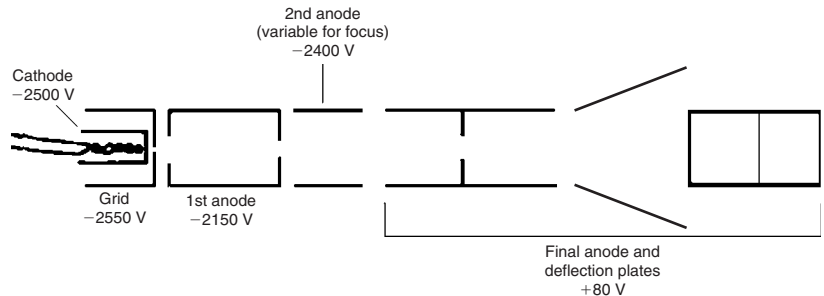 2nd anode
(variable for focus)
−2400 V
Cathode
−2500 V
Grid
−2550 V
1st anode
−2150 V
Final anode and
deflection plates
+80 V